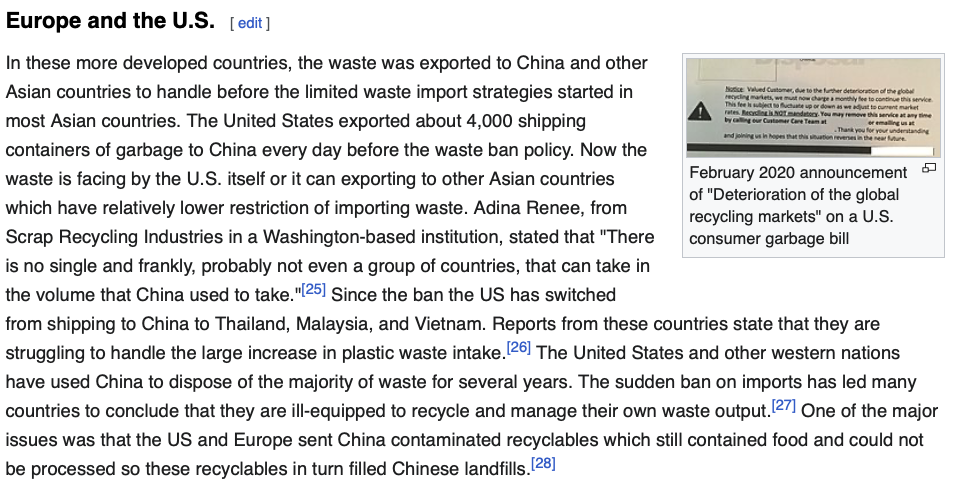 Europe and the U.S. [ edit ]
In these more developed countries, the waste was exported to China and other
Asian countries to handle before the limited waste import strategies started in
most Asian countries. The United States exported about 4,000 shipping
containers of garbage to China every day before the waste ban policy. Now the
waste is facing by the U.S. itself or it can exporting to other Asian countries
which have relatively lower restriction of importing waste. Adina Renee, from
Scrap Recycling Industries in a Washington-based institution, stated that "There
is no single and frankly, probably not even a group of countries, that can take in
the volume that China used to take."[25] Since the ban the US has switched
from shipping to China to Thailand, Malaysia, and Vietnam. Reports from these countries state that they are
struggling to handle the large increase in plastic waste intake.[26] The United States and other western nations
have used China to dispose of the majority of waste for several years. The sudden ban on imports has led many
countries to conclude that they are ill-equipped to recycle and manage their own waste output.[27] One of the major
issues was that the US and Europe sent China contaminated recyclables which still contained food and could not
be processed so these recyclables in turn filled Chinese landfills.[28]
Notice: Valued Customer, due to the further deterioration of the global
recycling markets, we must now charge a monthly fee to continue this service.
This fee is subject to fluctuate up or down as we adjust to current market
rates. Recycling is NOT mandatory. You may remove this service at any time
by calling our Customer Care Team at or emailing us at
. Thank you for your understanding
and joining us in hopes that this situation reverses in the near future.
February 2020 announcement
of "Deterioration of the global
recycling markets" on a U.S.
consumer garbage bill